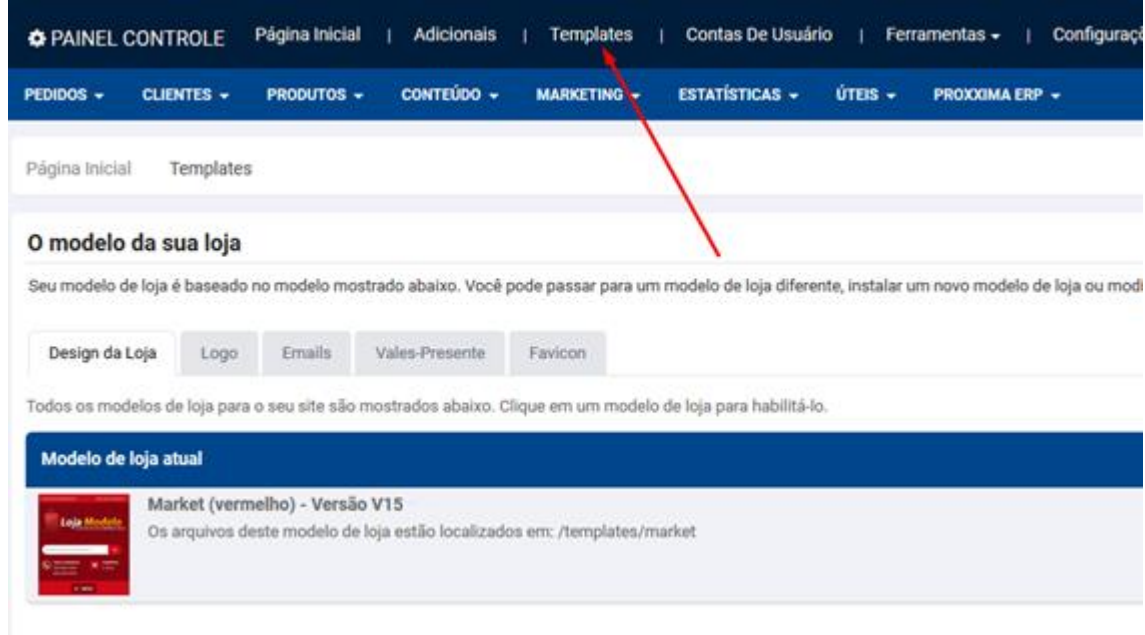 PAINEL CONTROLE Página Inicial | Adicionais | Templates | Contas De Usuário | Ferramentas | Configuraçõ
PEDIDOS CLIENTES PRODUTOS CONTEÚDO MARKETING ESTATÍSTICAS ÚTEIS PROXXIMA ERP
Página Inicial Templates
O modelo da sua loja
Seu modelo de loja é baseado no modelo mostrado abaixo. Você pode passar para um modelo de loja diferente, instalar um novo modelo de loja ou modi
Design da Loja Logo Emails Vales-Presente Favicon
Todos os modelos de loja para o seu site são mostrados abaixo. Clique em um modelo de loja para habilitá-lo.
Modelo de loja atual
Market (vermelho) - Versão V15
Loja Modelo
Os arquivos deste modelo de loja estão localizados em: /templates/market